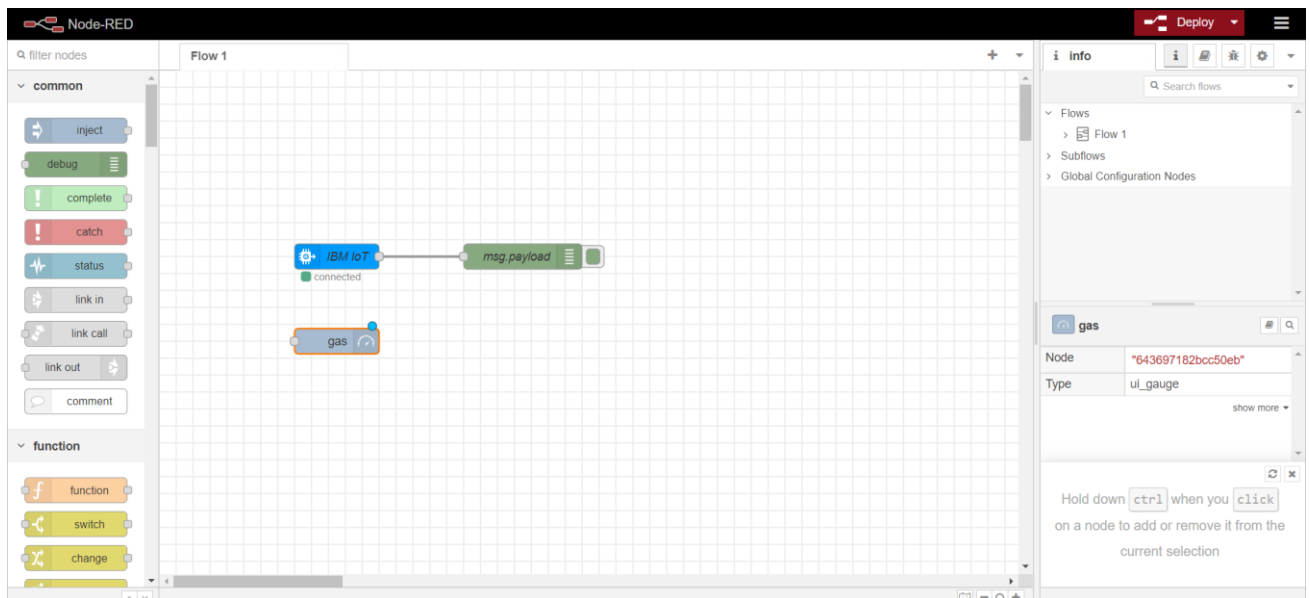 Node-RED
Deploy
filter nodes
Flow 1
info
i
common
Search flows
inject
debug
complete
catch
status
link in
link call
link out
comment
function
function
switch
change
IBM IoT
connected
msg.payload
gas
Flows
Flow 1
Subflows
Global Configuration Nodes
gas
Node "643697182bcc50eb"
Type ui_gauge
show more
Hold down ctrl when you click
on a node to add or remove it from the
current selection